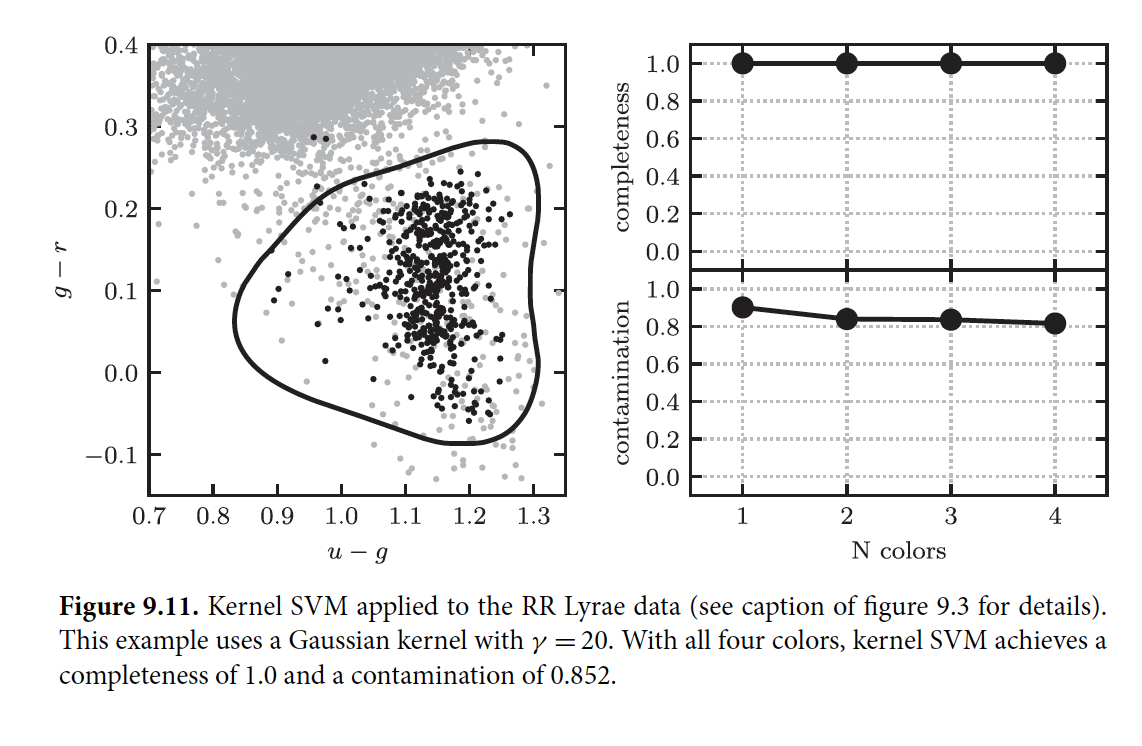 0.4
0.3
0.2
0.1
0.0
−0.1
g − r
0.7 0.8 0.9 1.0 1.1 1.2 1.3
u − g
1.0
0.8
0.6
0.4
0.2
0.0
completeness
1.0
0.8
0.6
0.4
0.2
0.0
contamination
1 2 3 4
N colors
Figure 9.11. Kernel SVM applied to the RR Lyrae data (see caption of figure 9.3 for details).
This example uses a Gaussian kernel with γ = 20. With all four colors, kernel SVM achieves a
completeness of 1.0 and a contamination of 0.852.